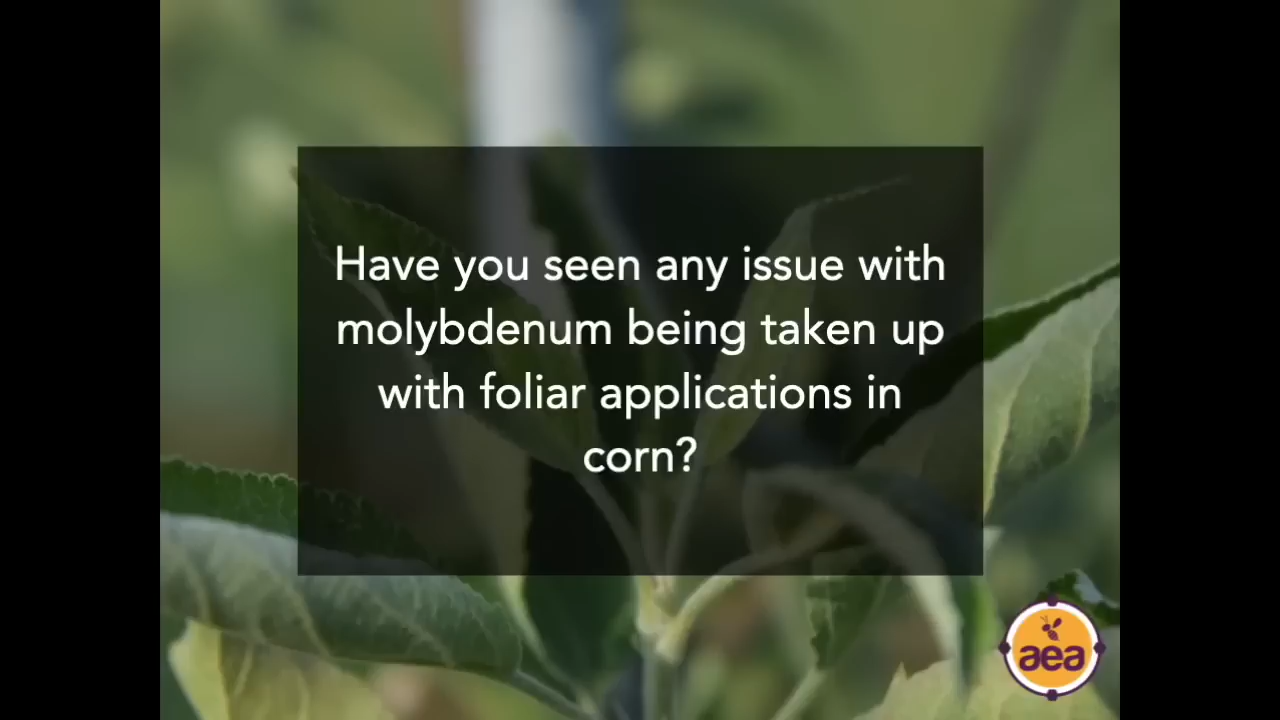 Have you seen any issue with
molybdenum being taken up
with foliar applications in
corn?
aea